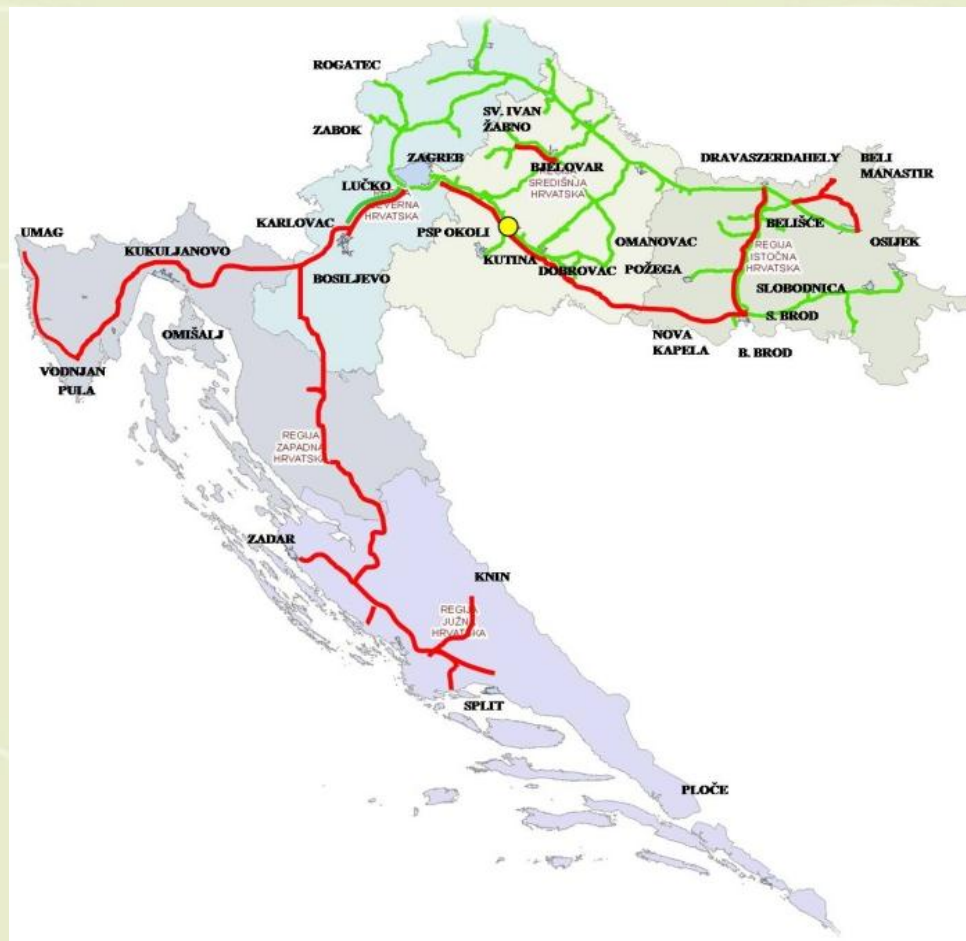 ROGATEC
ZABOK
SV. IVAN
ŽABNO
ZAGREB
BJELOVAR
REGIJA
SREDIŠNJA
HRVATSKA
DRAVASZERDAHELY
BELI
MANASTIR
LUČKO
REGIJA
SJEVERNA
HRVATSKA
KARLOVAC
PSP OKOLI
UMAG
KUKULJANOVO
KUTINA
DOBROVAC
OMANOVAC
POŽEGA
BELIŠĆE
REGIJA
ISTOČNA
HRVATSKA
OSIJEK
BOSILJEVO
SLOBODNICA
OMIŠALJ
S. BROD
NOVA
KAPELA
B. BROD
VODNJAN
PULA
REGIJA
ZAPADNA
HRVATSKA
ZADAR
KNIN
REGIJA
JUŽNA
HRVATSKA
SPLIT
PLOČE